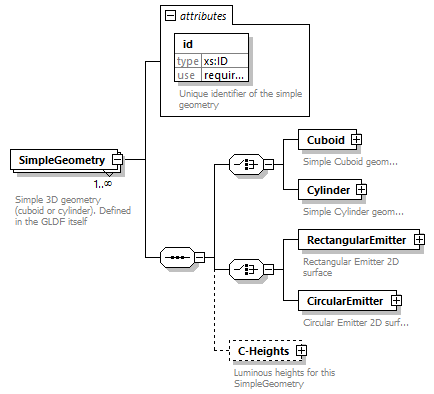 attributes
id
type xs:ID
use requir...
Unique identifier of the simple
geometry
SimpleGeometry
1..∞
Simple 3D geometry
(cuboid or cylinder). Defined
in the GLDF itself
Cuboid
Simple Cuboid geom...
Cylinder
Simple Cylinder geom...
RectangularEmitter
Rectangular Emitter 2D
surface
CircularEmitter
Circular Emitter 2D surf...
C-Heights
Luminous heights for this
SimpleGeometry